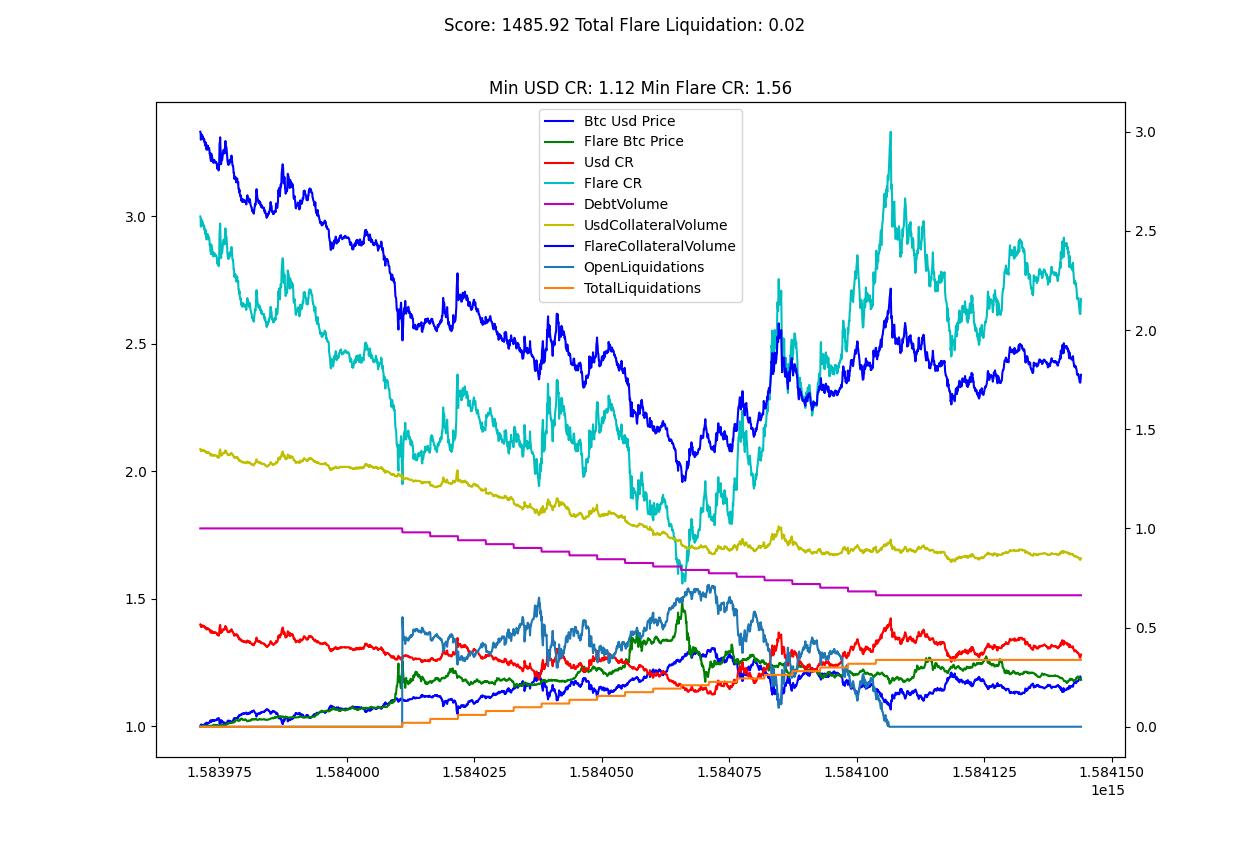 Score: 1485.92 Total Flare Liquidation: 0.02
Min USD CR: 1.12 Min Flare CR: 1.56
Btc Usd Price
Flare Btc Price
Usd CR
Flare CR
DebtVolume
UsdCollateralVolume
FlareCollateralVolume
OpenLiquidations
TotalLiquidations
3.0
2.5
2.0
1.5
1.0
3.0
2.5
2.0
1.5
1.0
0.5
0.0
1.583975 1.584000 1.584025 1.584050 1.584075 1.584100 1.584125 1.584150
1e15